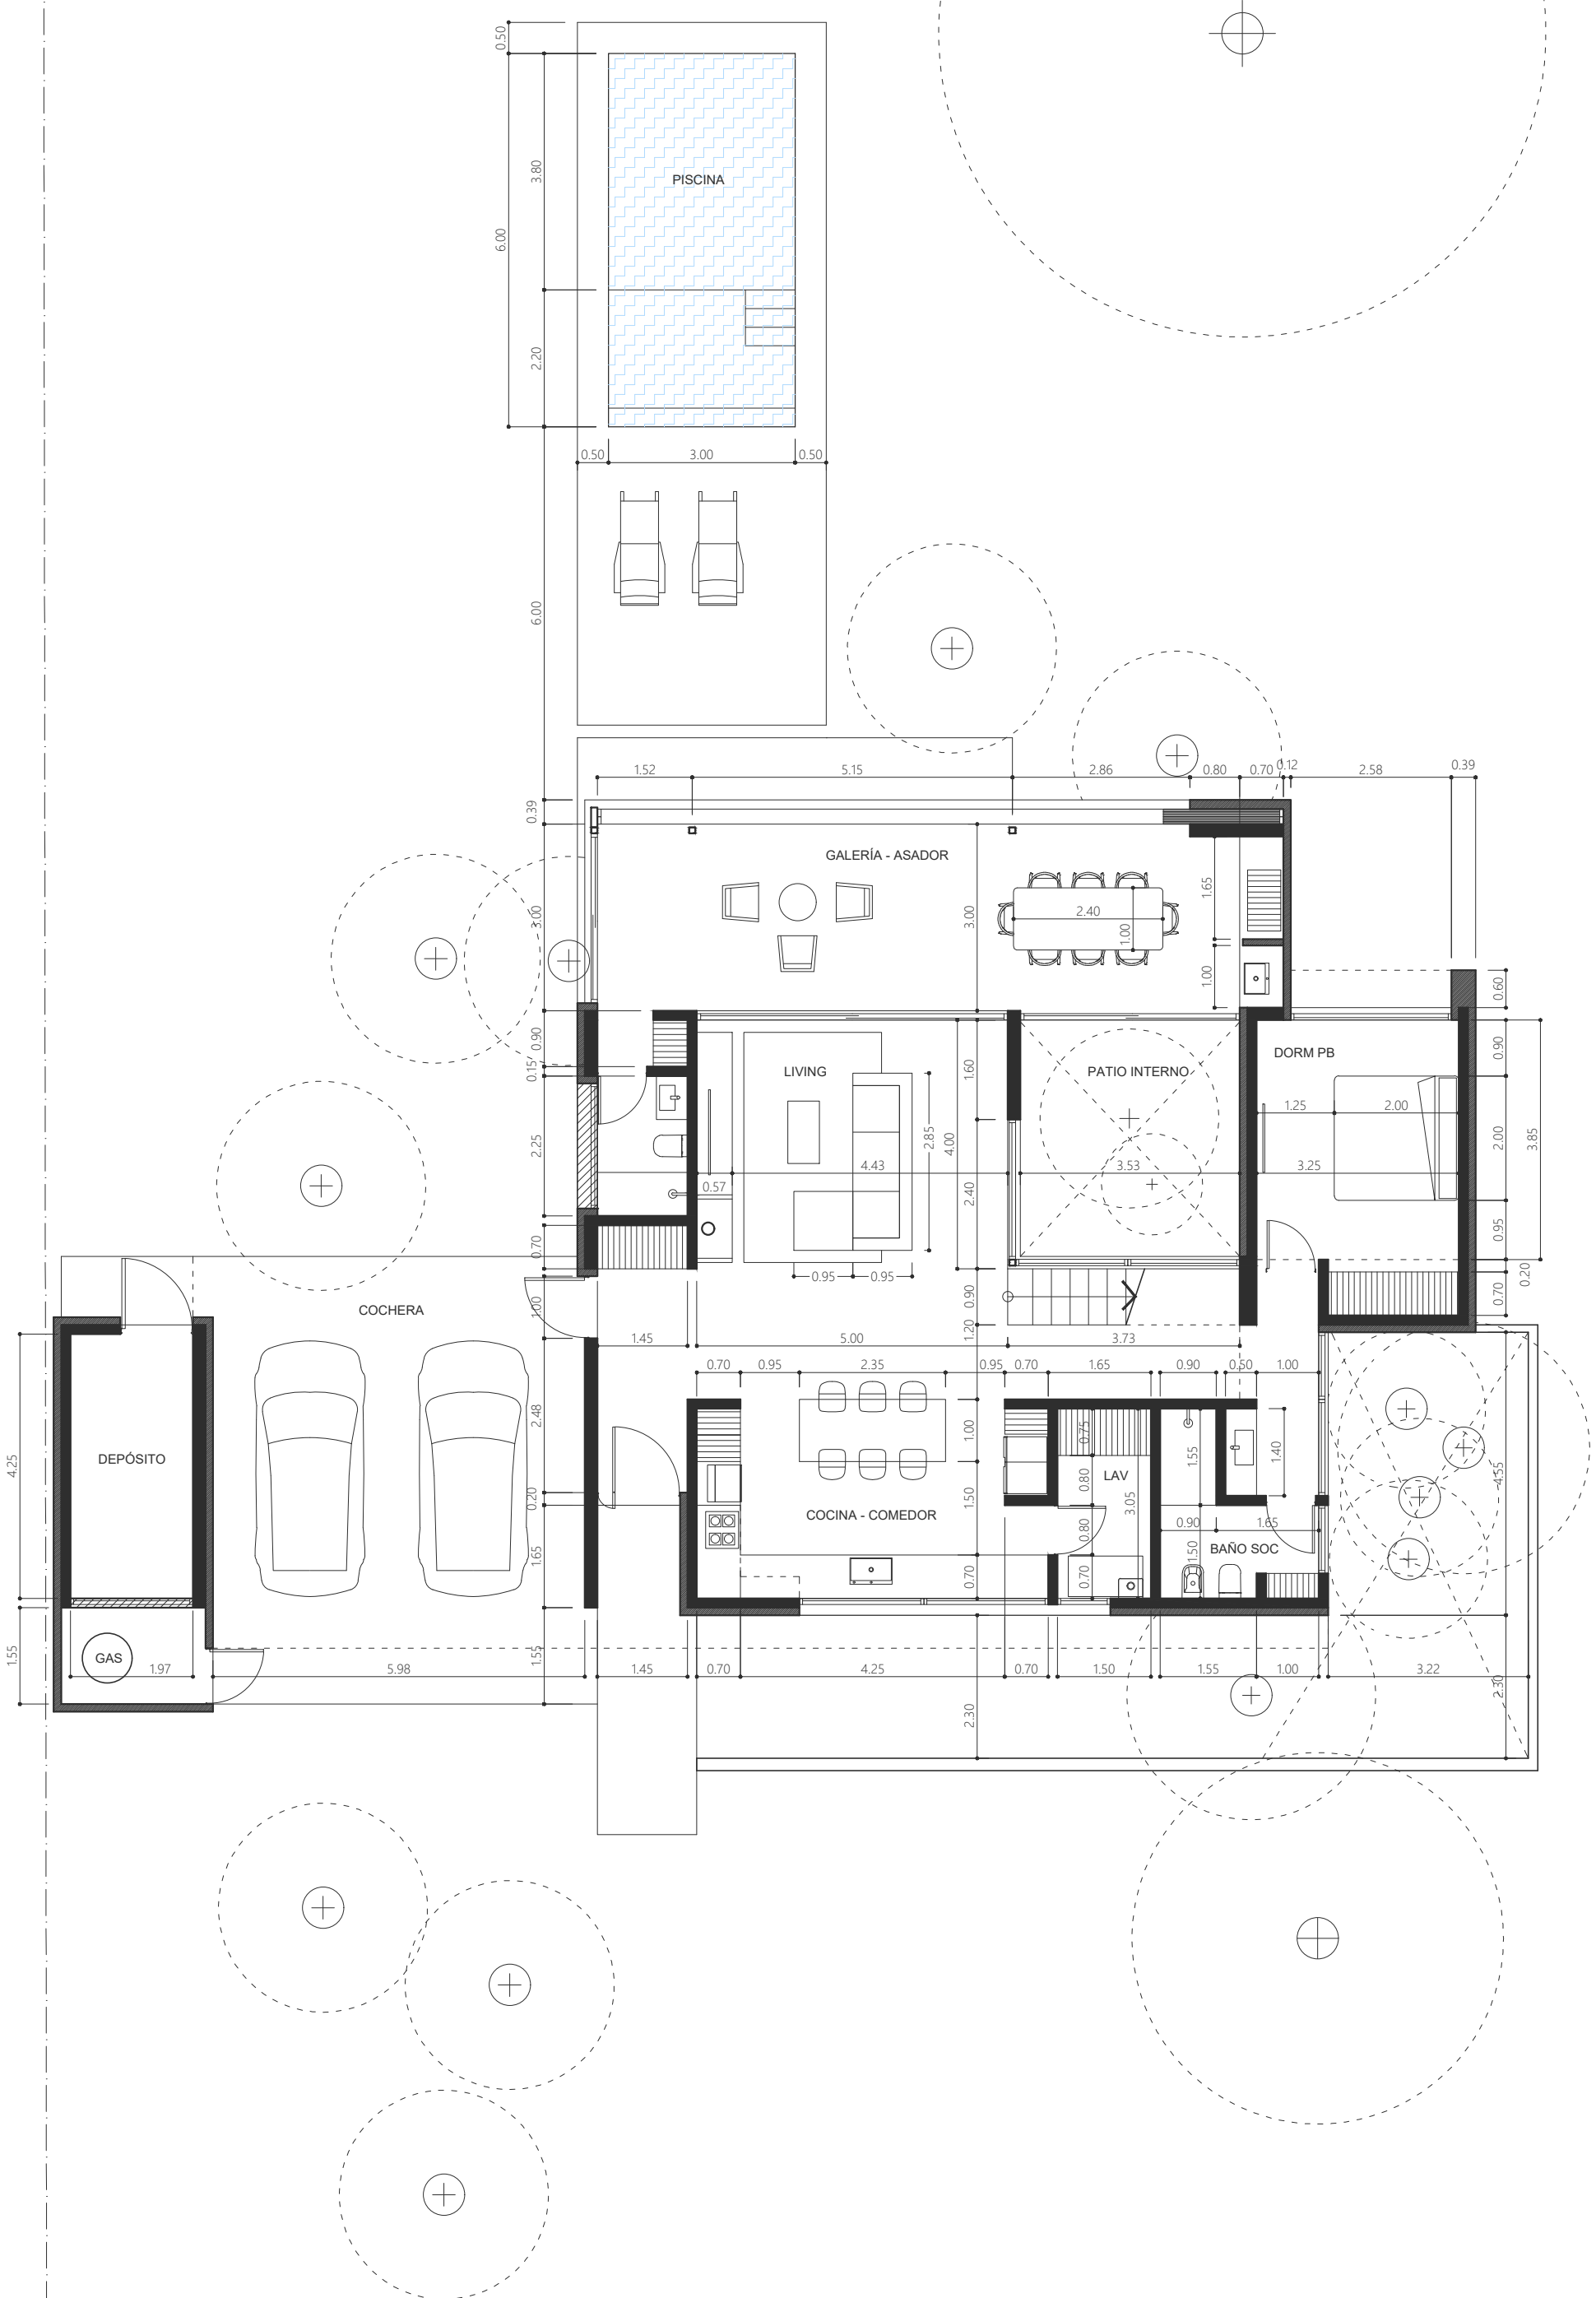 0.50
3.80
PISCINA
6.00
2.20
0.50 3.00 0.50
6.00
1.52 5.15 2.86 0.80 0.70 0.12 2.58 0.39
0.39
GALERÍA - ASADOR
1.65
3.00 3.00 2.40
1.00
1.00
0.60
0.90
0.15
LIVING
1.60
PATIO INTERNO
DORM PB
0.90
1.25 2.00
2.25
2.85
4.00
2.00
3.85
4.43 3.53 3.25
0.57
2.40
0.95
0.70
0.95 0.95
0.20
0.70
COCHERA
1.00
0.90
1.20
1.45 5.00 3.73
0.70 0.95 2.35 0.95 0.70 1.65 0.90 0.50 1.00
2.48
1.00
0.75
1.55
1.40
4.25
DEPÓSITO
LAV
0.80
3.05
4.55
0.20
1.50
COCINA - COMEDOR
0.80
0.90 1.65
1.65
1.50
BAÑO SOC
0.70
0.70
1.55
GAS
1.55
1.97 5.98 1.45 0.70 4.25 0.70 1.50 1.55 1.00 3.22
2.30
2.30